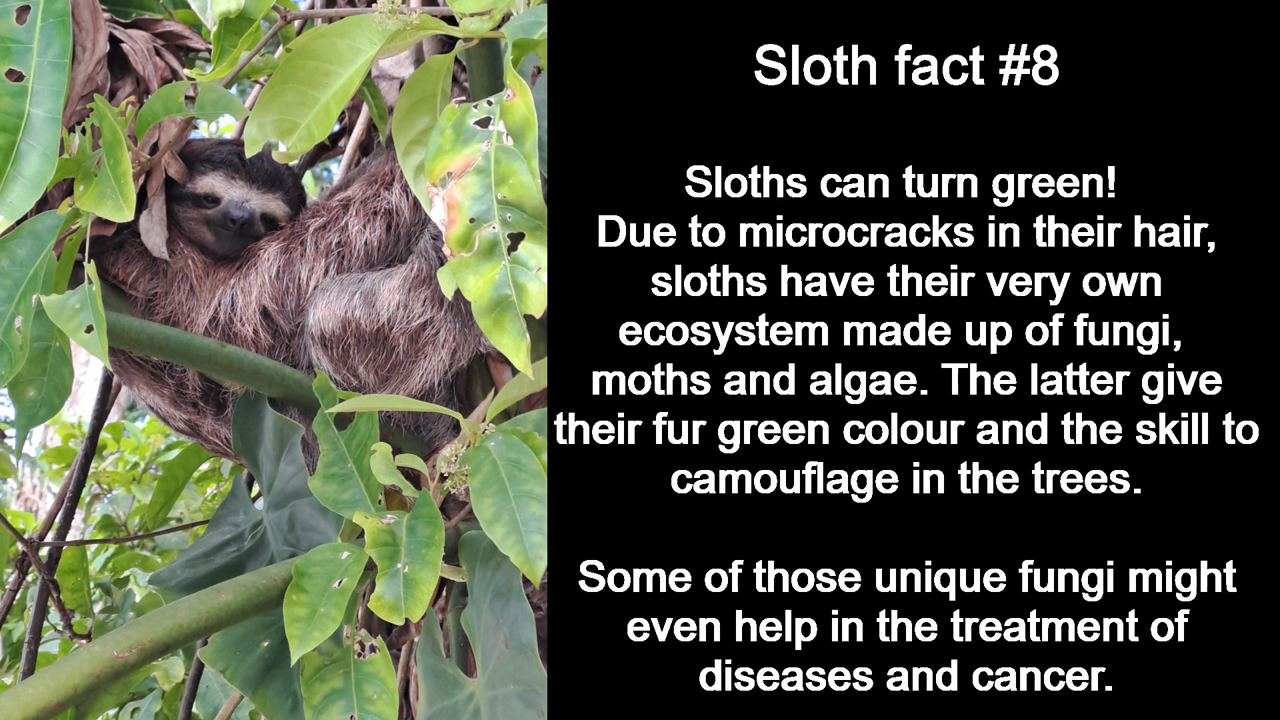 Sloth fact #8
Sloths can turn green!
Due to microcracks in their hair,
sloths have their very own
ecosystem made up of fungi,
moths and algae. The latter give
their fur green colour and the skill to
camouflage in the trees.
Some of those unique fungi might
even help in the treatment of
diseases and cancer.